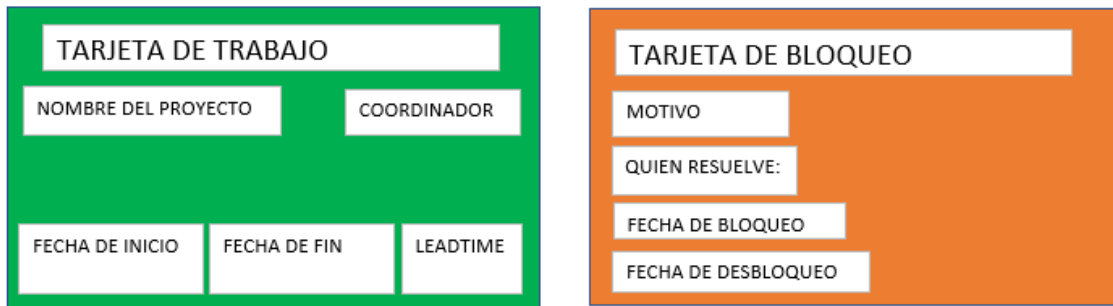 TARJETA DE TRABAJO
NOMBRE DEL PROYECTO
COORDINADOR
FECHA DE INICIO
FECHA DE FIN
LEADTIME
TARJETA DE BLOQUEO
MOTIVO
QUIEN RESUELVE:
FECHA DE BLOQUEO
FECHA DE DESBLOQUEO